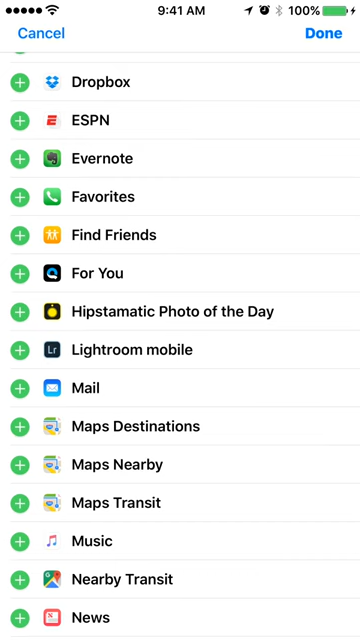 9:41 AM 100%
Cancel Done
Dropbox
ESPN
Evernote
Favorites
Find Friends
For You
Hipstamatic Photo of the Day
Lr Lightroom mobile
Mail
Maps Destinations
Maps Nearby
Maps Transit
Music
Nearby Transit
News